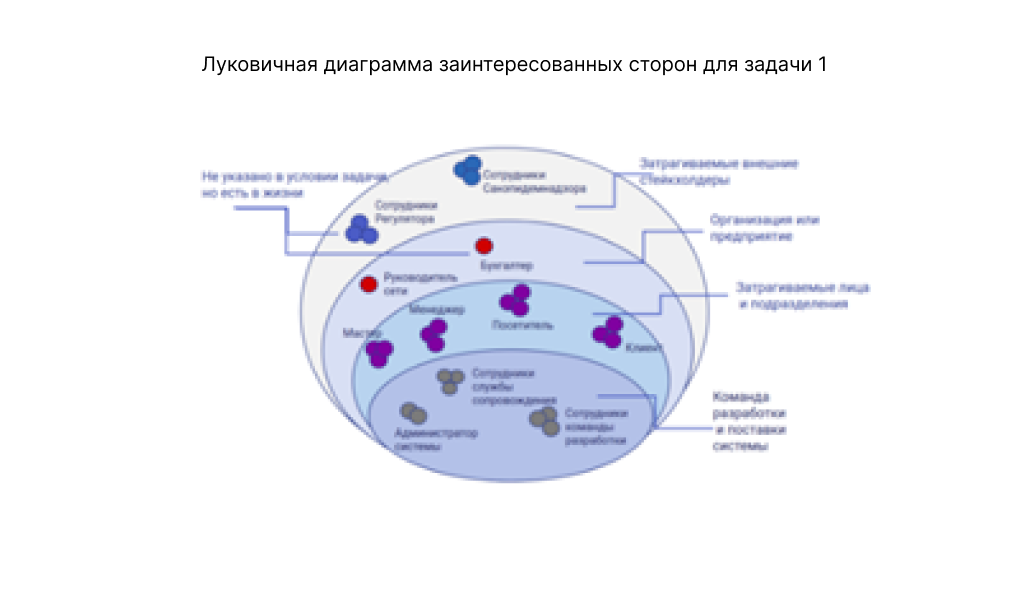 Луковичная диаграмма заинтересованных сторон для задачи 1
Затрагиваемые внешние
стейкхолдеры
Не указано в условии задачи,
но есть в жизни
Сотрудники
Санэпидемнадзора
Сотрудники
Регулятора
Организация или
предприятие
Бухгалтер
Руководитель
сети
Затрагиваемые лица
и подразделения
Менеджер
Посетитель
Мастер
Клиент
Сотрудники
службы
сопровождения
Команда
разработки
и поставки
системы
Сотрудники
команды
разработки
Администратор
системы